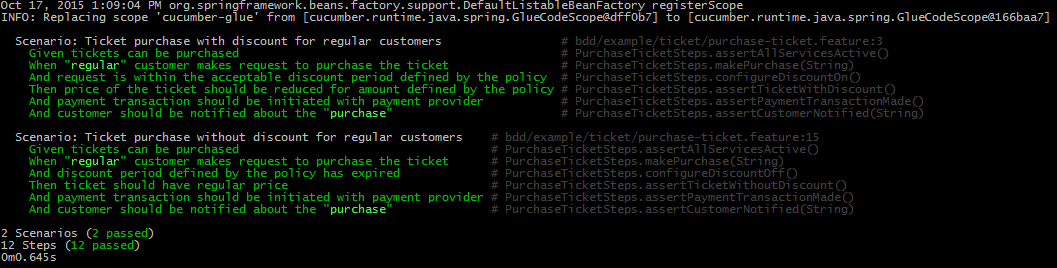 Oct 17, 2015 1:09:04 PM org.springframework.beans.factory.support.DefaultListableBeanFactory registerScope
INFO: Replacing scope 'cucumber-glue' from [cucumber.runtime.java.spring.GlueCodeScope@dff0b7] to [cucumber.runtime.java.spring.GlueCodeScope@166baa7]
Scenario: Ticket purchase with discount for regular customers # bdd/example/ticket/purchase-ticket.feature:3
Given tickets can be purchased # PurchaseTicketSteps.assertAllServicesActive()
When "regular" customer makes request to purchase the ticket # PurchaseTicketSteps.makePurchase(String)
And request is within the acceptable discount period defined by the policy # PurchaseTicketSteps.configureDiscountOn()
Then price of the ticket should be reduced for amount defined by the policy # PurchaseTicketSteps.assertTicketWithDiscount()
And payment transaction should be initiated with payment provider # PurchaseTicketSteps.assertPaymentTransactionMade()
And customer should be notified about the "purchase" # PurchaseTicketSteps.assertCustomerNotified(String)
Scenario: Ticket purchase without discount for regular customers # bdd/example/ticket/purchase-ticket.feature:15
Given tickets can be purchased # PurchaseTicketSteps.assertAllServicesActive()
When "regular" customer makes request to purchase the ticket # PurchaseTicketSteps.makePurchase(String)
And discount period defined by the policy has expired # PurchaseTicketSteps.configureDiscountOff()
Then ticket should have regular price # PurchaseTicketSteps.assertTicketWithoutDiscount()
And payment transaction should be initiated with payment provider # PurchaseTicketSteps.assertPaymentTransactionMade()
And customer should be notified about the "purchase" # PurchaseTicketSteps.assertCustomerNotified(String)
2 Scenarios (2 passed)
12 Steps (12 passed)
0m0.645s